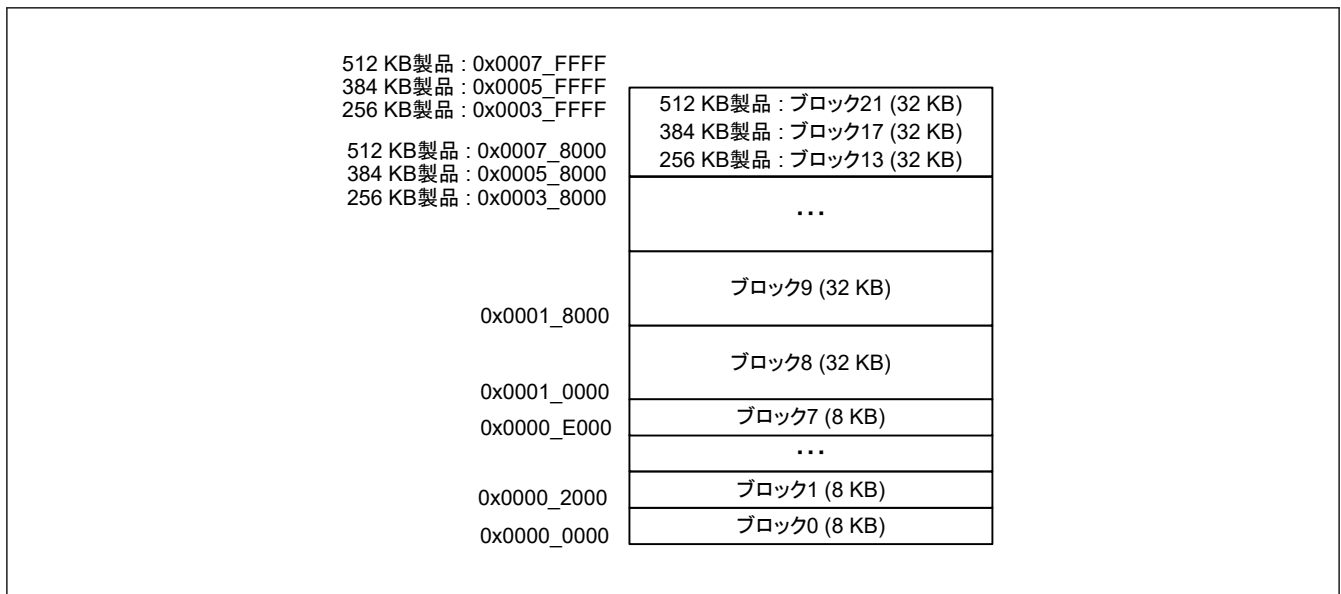 512 KB製品 : 0x0007_FFFF
384 KB製品 : 0x0005_FFFF
256 KB製品 : 0x0003_FFFF
512 KB製品 : ブロック21 (32 KB)
384 KB製品 : ブロック17 (32 KB)
256 KB製品 : ブロック13 (32 KB)
512 KB製品 : 0x0007_8000
384 KB製品 : 0x0005_8000
256 KB製品 : 0x0003_8000
...
ブロック9 (32 KB)
0x0001_8000
ブロック8 (32 KB)
0x0001_0000
ブロック7 (8 KB)
0x0000_E000
...
ブロック1 (8 KB)
0x0000_2000
ブロック0 (8 KB)
0x0000_0000